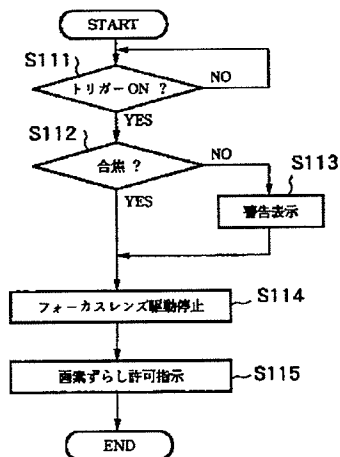 START
S111
トリガーON ?
NO
YES
S112
合焦 ?
NO
YES
S113
警告表示
フォーカスレンズ駆動停止
S114
画素ずらし許可指示
S115
END